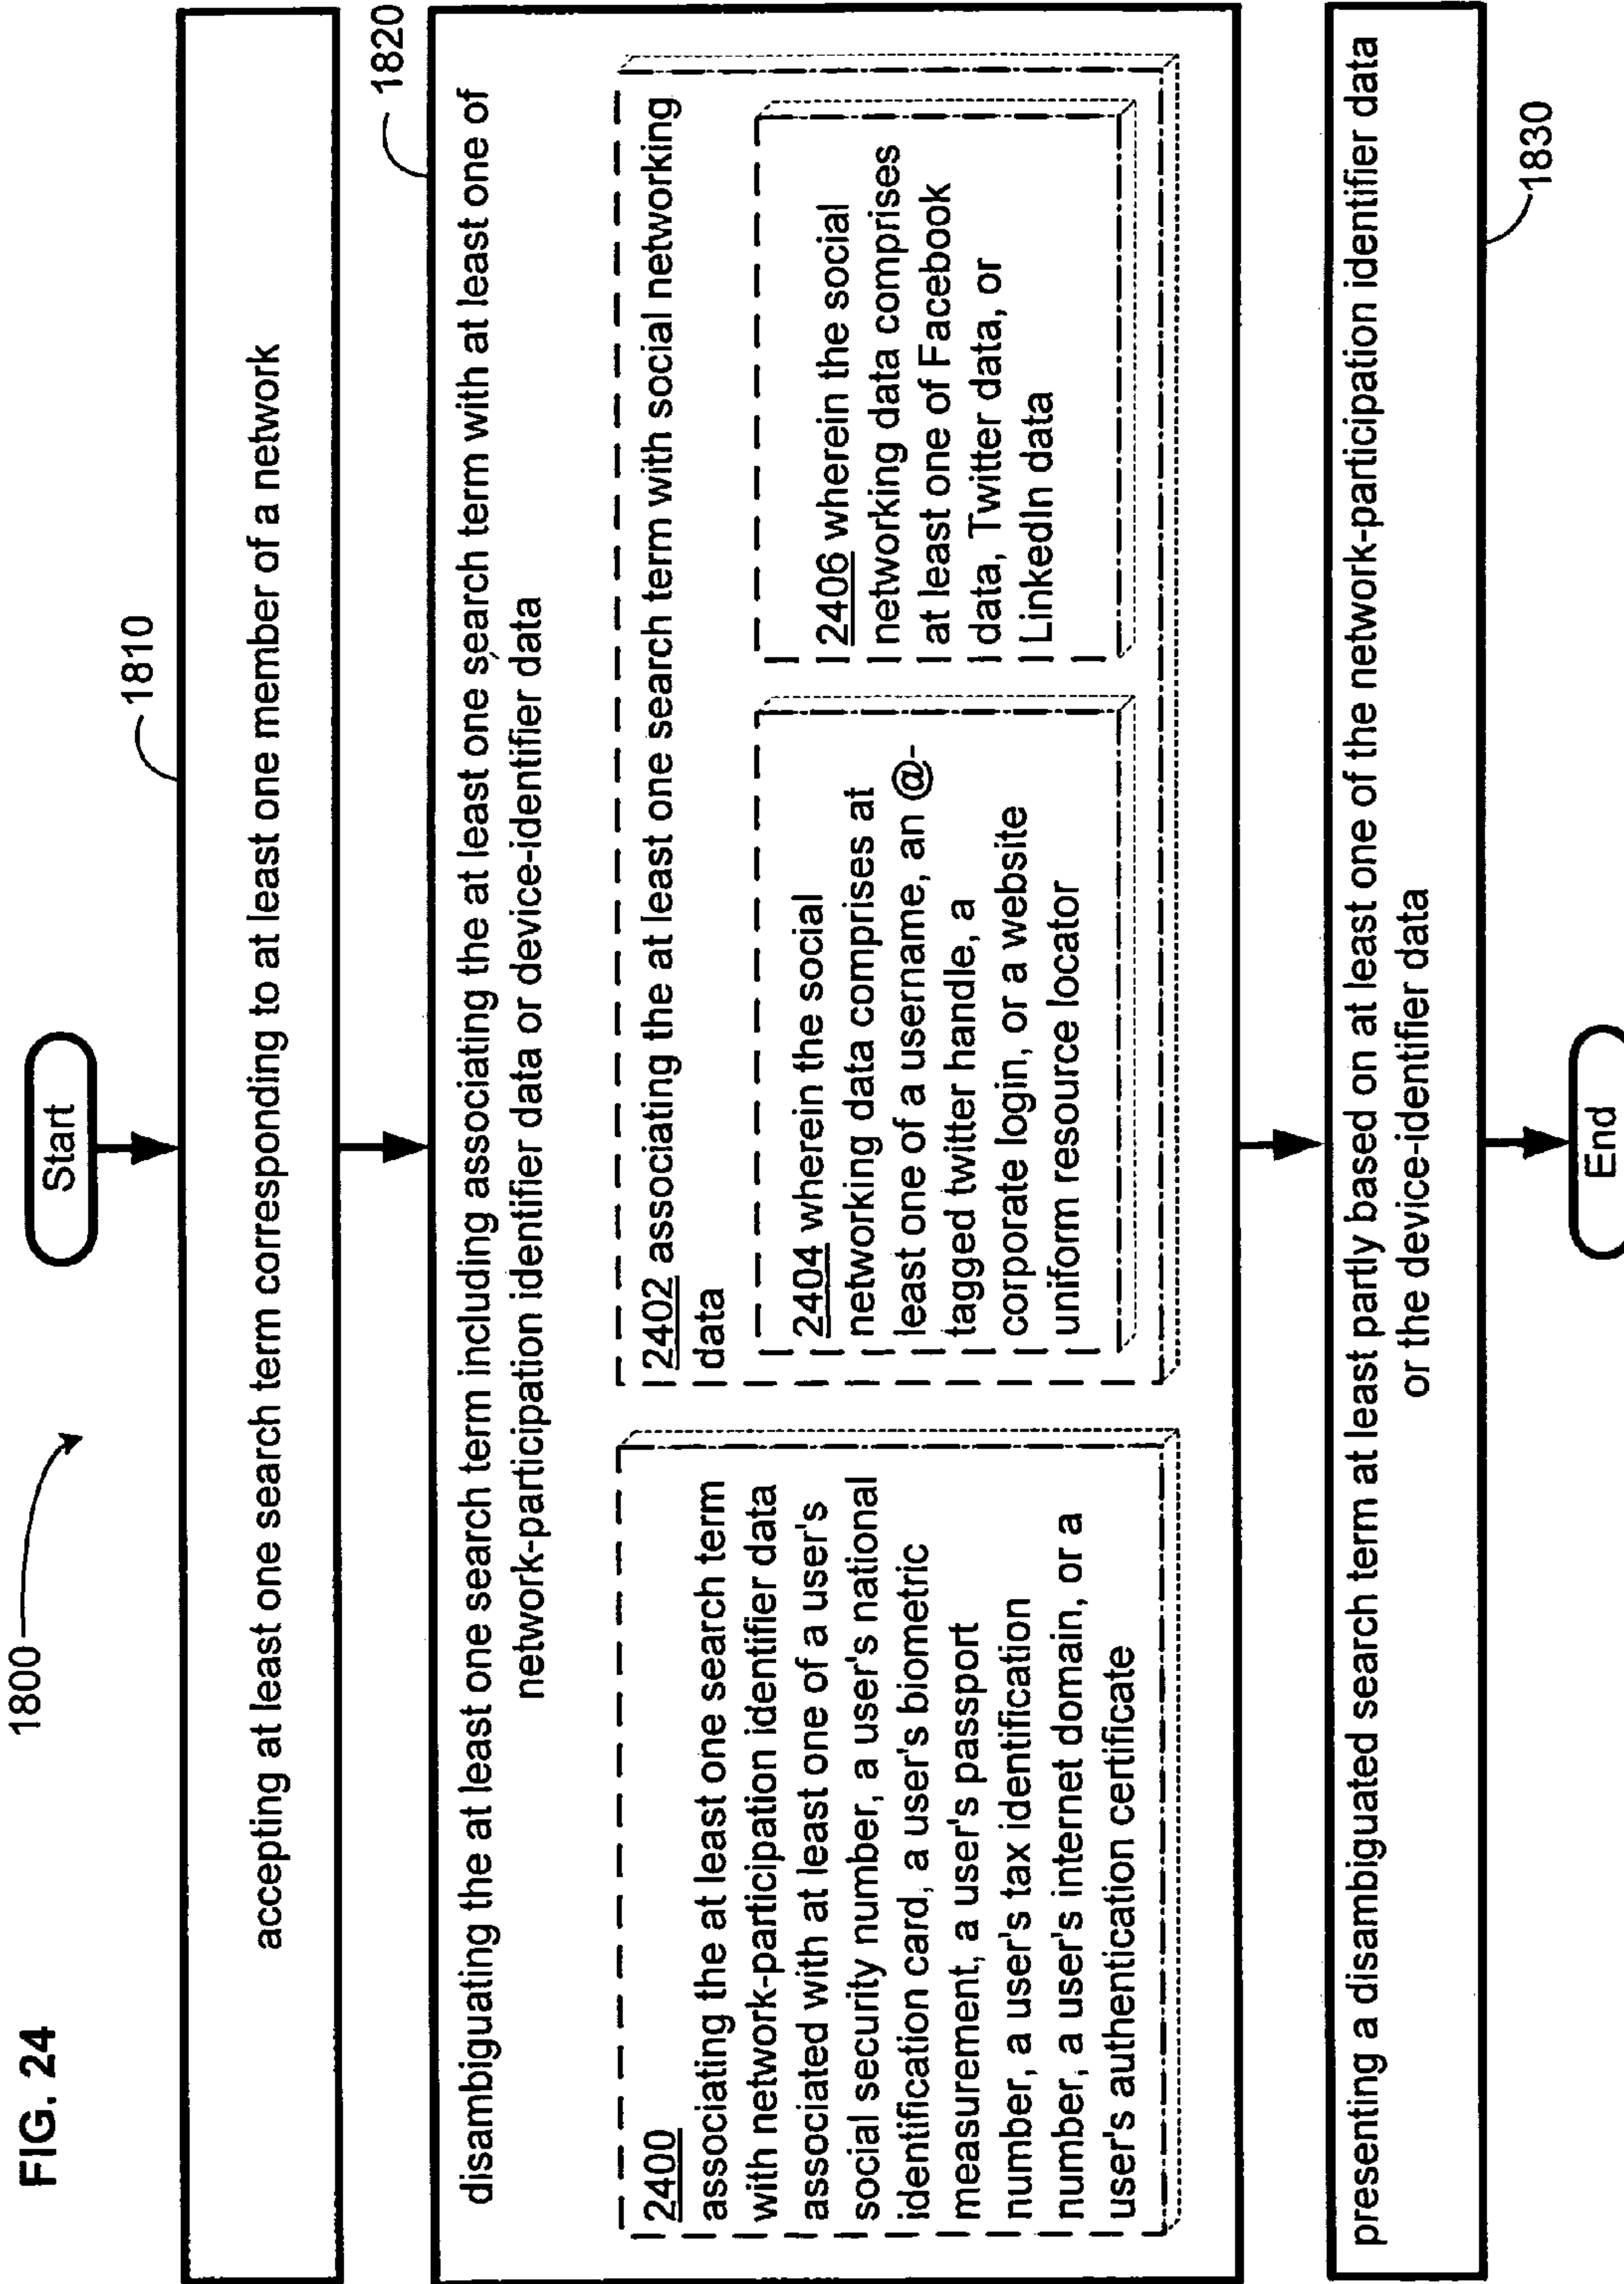 FIG. 24
1800
Start
1810
accepting at least one search term corresponding to at least one member of a network
1820
disambiguating the at least one search term including associating the at least one search term with at least one of
network-participation identifier data or device-identifier data
2400
associating the at least one search term
with network-participation identifier data
associated with at least one of a user's
social security number, a user's national
identification card, a user's biometric
measurement, a user's passport
number, a user's tax identification
number, a user's internet domain, or a
user's authentication certificate
2402 associating the at least one search term with social networking
data
2404 wherein the social
networking data comprises at
least one of a username, an @-
tagged twitter handle, a
corporate login, or a website
uniform resource locator
2406 wherein the social
networking data comprises
at least one of Facebook
data, Twitter data, or
LinkedIn data
presenting a disambiguated search term at least partly based on at least one of the network-participation identifier data
or the device-identifier data
1830
End